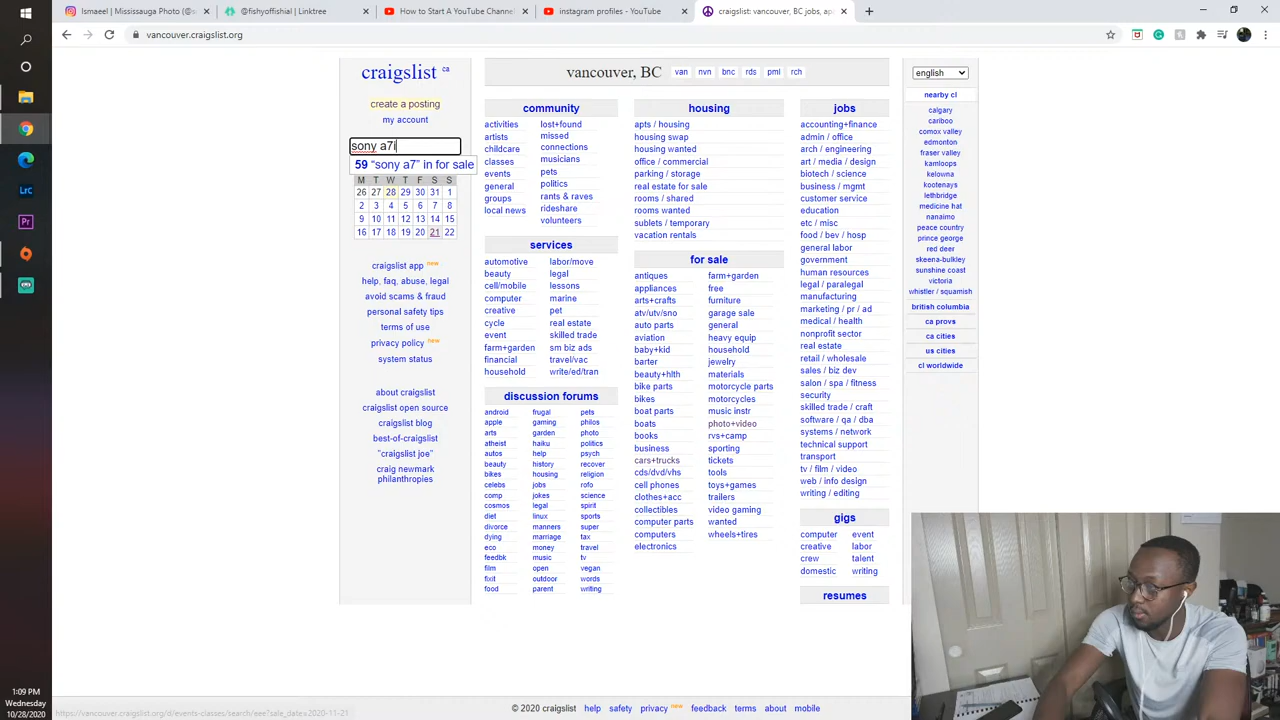 Ismaeel | Mississauga Photo (@s
@fishyoffishial | Linktree
How to Start A YouTube Channel
instagram profiles - YouTube
craigslist: vancouver, BC jobs, ap
vancouver.craigslist.org
craigslist ca
create a posting
my account
sony a7i
59 "sony a7" in for sale
M T W T F S S
26 27 28 29 30 31 1
2 3 4 5 6 7 8
9 10 11 12 13 14 15
16 17 18 19 20 21 22
craigslist app new
help, faq, abuse, legal
avoid scams & fraud
personal safety tips
terms of use
privacy policy new
system status
about craigslist
craigslist open source
craigslist blog
best-of-craigslist
"craigslist joe"
craig newmark
philanthropies
vancouver, BC
van nvn bnc rds pml rch
community
activities
artists
childcare
classes
events
general
groups
local news
lost+found
missed
connections
musicians
pets
politics
rants & raves
rideshare
volunteers
services
automotive
beauty
cell/mobile
computer
creative
cycle
event
farm+garden
financial
household
labor/move
legal
lessons
marine
pet
real estate
skilled trade
sm biz ads
travel/vac
write/ed/tran
discussion forums
android
apple
arts
atheist
autos
beauty
bikes
celebs
comp
cosmos
diet
divorce
dying
eco
feedbk
film
fixit
food
frugal
gaming
garden
haiku
help
history
housing
jobs
jokes
legal
linux
manners
marriage
money
music
open
outdoor
parent
pets
philos
photo
politics
psych
recover
religion
rofo
science
spirit
sports
super
tax
travel
tv
vegan
words
writing
housing
apts / housing
housing swap
housing wanted
office / commercial
parking / storage
real estate for sale
rooms / shared
rooms wanted
sublets / temporary
vacation rentals
for sale
antiques
appliances
arts+crafts
atv/utv/sno
auto parts
aviation
baby+kid
barter
beauty+hlth
bike parts
bikes
boat parts
boats
books
business
cars+trucks
cds/dvd/vhs
cell phones
clothes+acc
collectibles
computer parts
computers
electronics
farm+garden
free
furniture
garage sale
general
heavy equip
household
jewelry
materials
motorcycle parts
motorcycles
music instr
photo+video
rvs+camp
sporting
tickets
tools
toys+games
trailers
video gaming
wanted
wheels+tires
jobs
accounting+finance
admin / office
arch / engineering
art / media / design
biotech / science
business / mgmt
customer service
education
etc / misc
food / bev / hosp
general labor
government
human resources
legal / paralegal
manufacturing
marketing / pr / ad
medical / health
nonprofit sector
real estate
retail / wholesale
sales / biz dev
salon / spa / fitness
security
skilled trade / craft
software / qa / dba
systems / network
technical support
transport
tv / film / video
web / info design
writing / editing
gigs
computer
creative
crew
domestic
event
labor
talent
writing
resumes
english
nearby cl
calgary
cariboo
comox valley
edmonton
fraser valley
kamloops
kelowna
kootenays
lethbridge
medicine hat
nanaimo
peace country
prince george
red deer
skeena-bulkley
sunshine coast
victoria
whistler / squamish
british columbia
ca provs
ca cities
us cities
cl worldwide
© 2020 craigslist help safety privacy new feedback terms about mobile
https://vancouver.craigslist.org/d/events-classes/search/eee?sale_date=2020-11-21
LrC
Pr
1:09 PM
Wednesday
10/28/2020